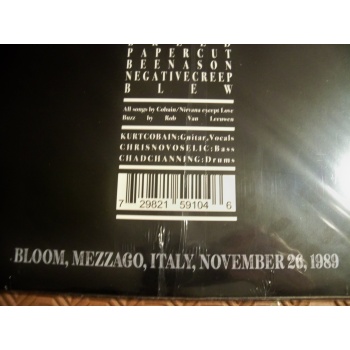 BREED
PAPERCUT
BEENASON
NEGATIVECREEP
BLEW
All songs by Cobain/Nirvana except Love
Buzz by Rob Van Leeuwen
KURTCOBAIN:Guitar,Vocals
CHRISNOVOSELIC:Bass
CHADCHANNING:Drums
7 29821 59104 6
BLOOM, MEZZAGO, ITALY, NOVEMBER 26, 1989